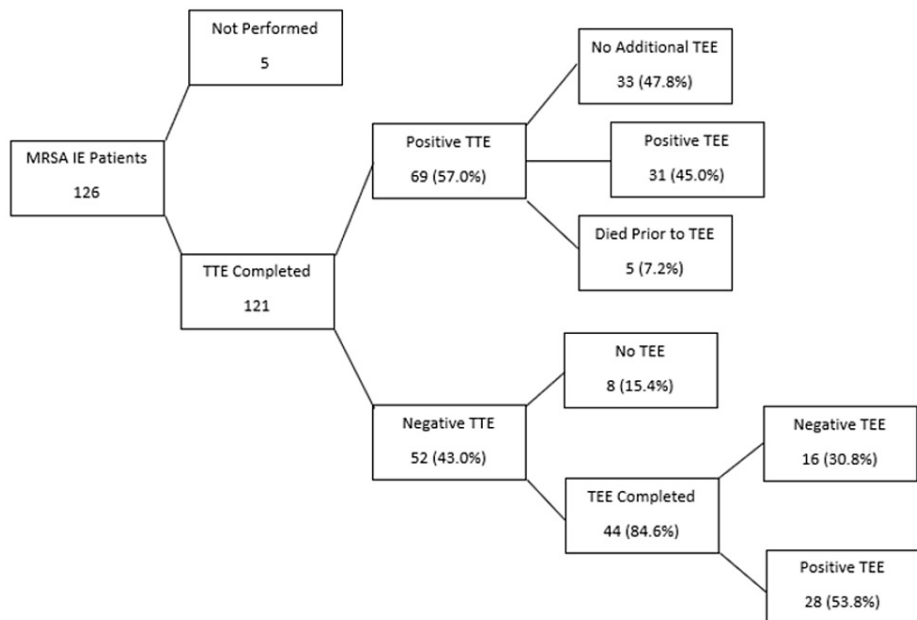 Not Performed
5
MRSA IE Patients
126
TTE Completed
121
Positive TTE
69 (57.0%)
No Additional TEE
33 (47.8%)
Positive TEE
31 (45.0%)
Died Prior to TEE
5 (7.2%)
Negative TTE
52 (43.0%)
No TEE
8 (15.4%)
TEE Completed
44 (84.6%)
Negative TEE
16 (30.8%)
Positive TEE
28 (53.8%)